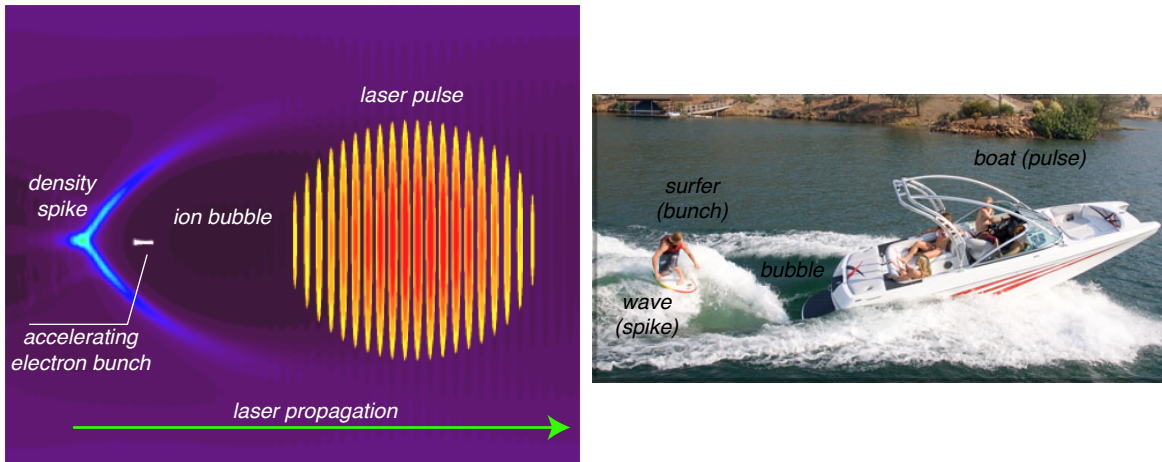 laser pulse
density
spike
ion bubble
accelerating
electron bunch
laser propagation
boat (pulse)
surfer
(bunch)
bubble
wave
(spike)